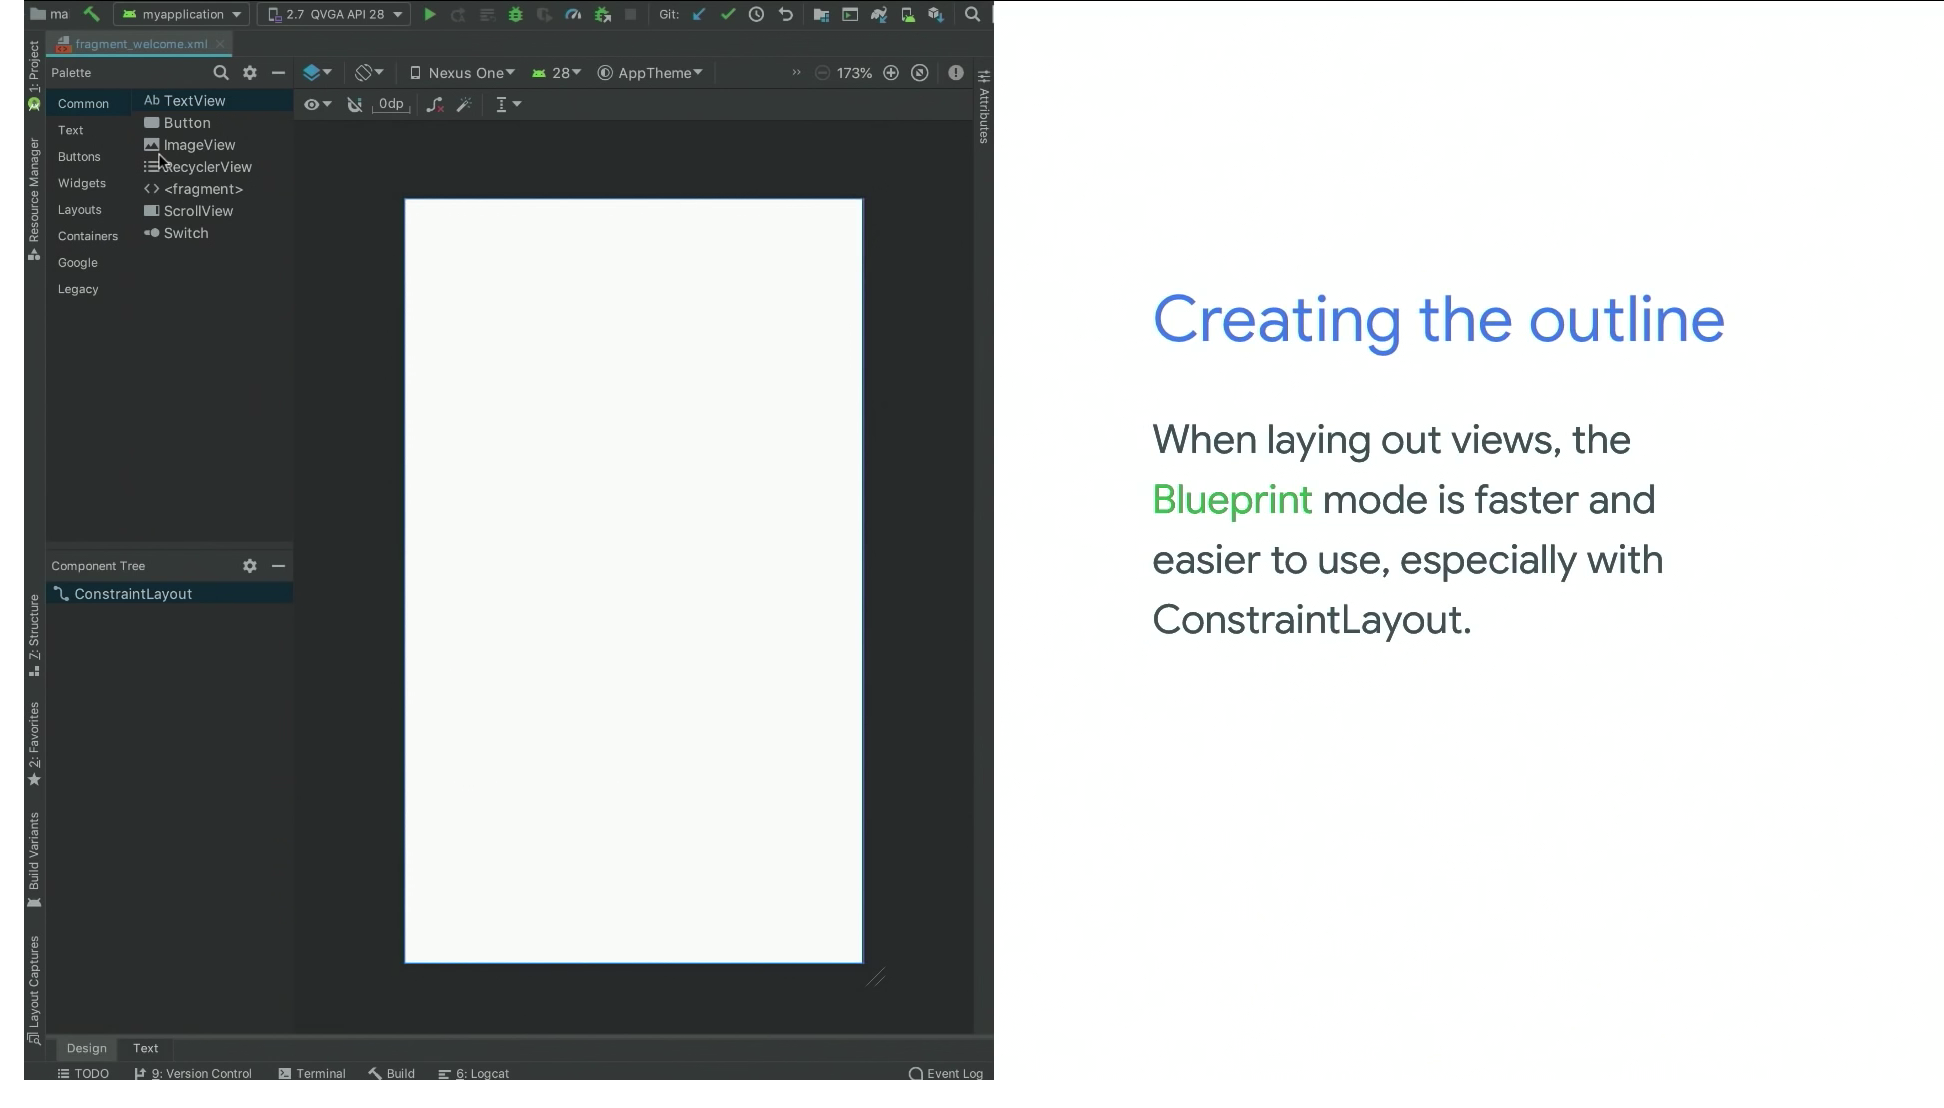 ma myapplication 2.7 QVGA API 28 Git:
fragment_welcome.xml
1: Project
Resource Manager
7: Structure
2: Favorites
Build Variants
Layout Captures
Palette
Common
Text
Buttons
Widgets
Layouts
Containers
Google
Legacy
Ab TextView
Button
ImageView
RecyclerView
<fragment>
ScrollView
Switch
Component Tree
ConstraintLayout
Nexus One 28 AppTheme 173%
0dp
Attributes
Design Text
TODO 9: Version Control Terminal Build 6: Logcat Event Log
Creating the outline
When laying out views, the
Blueprint mode is faster and
easier to use, especially with
ConstraintLayout.